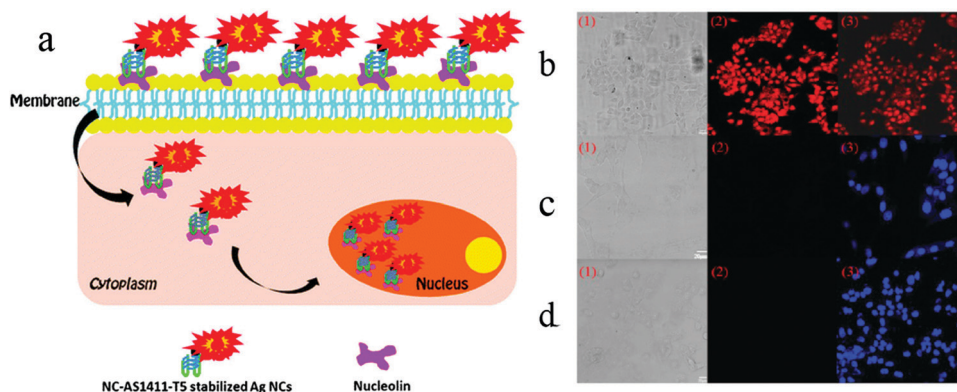 a
Membrane
Cytoplasm
Nucleus
NC-AS1411-T5 stabilized Ag NCs
Nucleolin
b
(1)
(2)
(3)
c
(1)
(2)
(3)
d
(1)
(2)
(3)